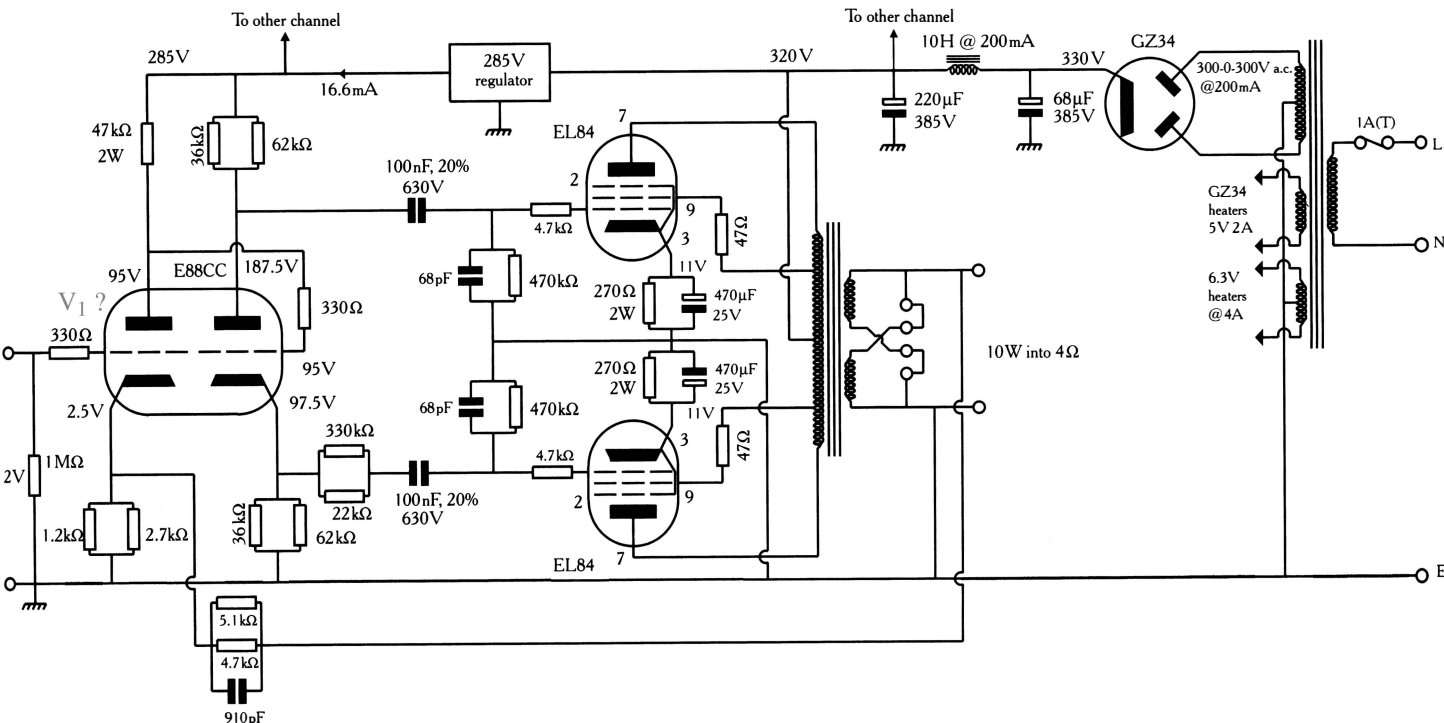 To other channel
To other channel
10H @ 200mA
GZ34
285V
285V
regulator
16.6mA
320V
330V
300-0-300V a.c.
@200mA
220µF
385V
68µF
385V
1A(T)
L
47kΩ
2W
36kΩ
62kΩ
EL84
7
100nF, 20%
630V
2
9
3
4.7kΩ
47Ω
GZ34
heaters
5V 2A
N
95V
E88CC
187.5V
68pF
470kΩ
11V
270Ω
2W
470µF
25V
6.3V
heaters
@4A
V1 ?
330Ω
330Ω
95V
97.5V
2.5V
10W into 4Ω
270Ω
2W
470µF
25V
11V
68pF
470kΩ
330kΩ
22kΩ
100nF, 20%
630V
4.7kΩ
3
47Ω
2
9
2V
1MΩ
1.2kΩ
2.7kΩ
36kΩ
62kΩ
EL84
7
E
5.1kΩ
4.7kΩ
910pF